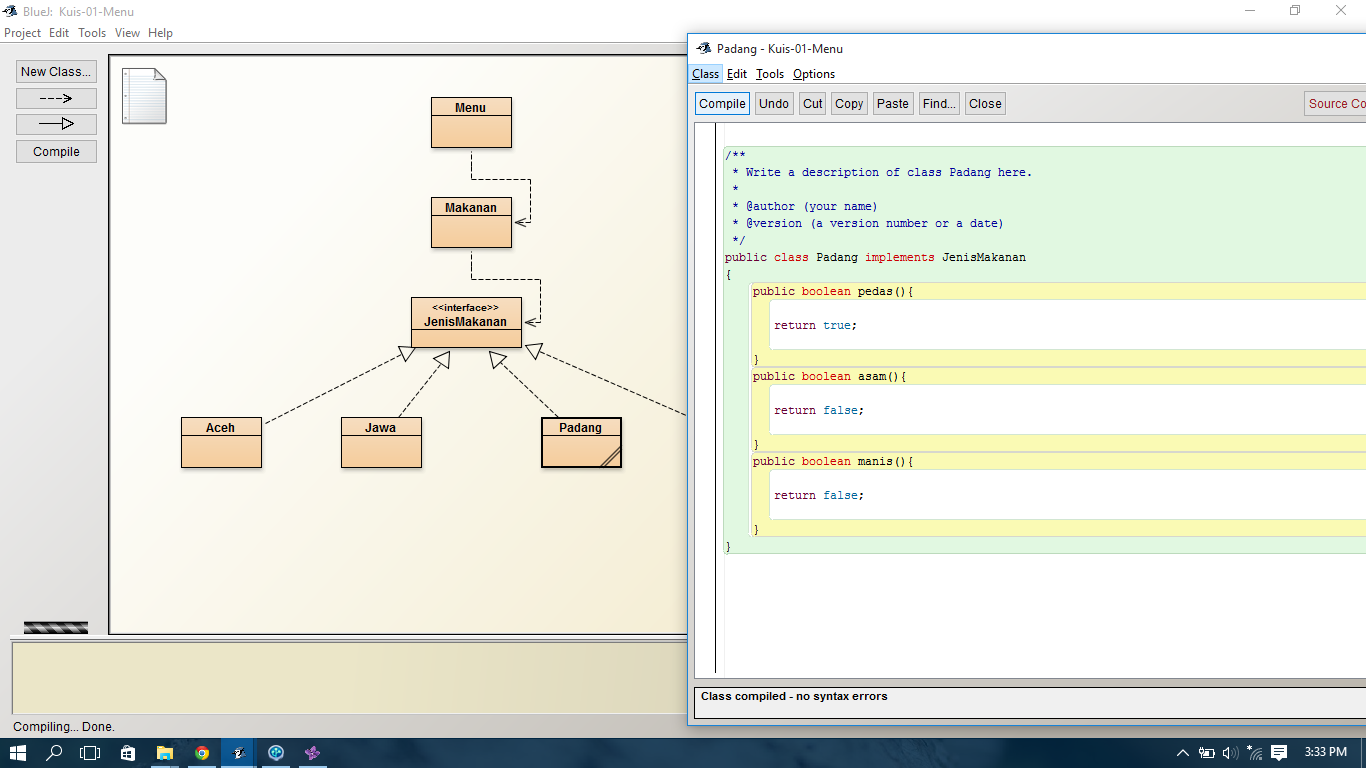 BlueJ: Kuis-01-Menu
Project Edit Tools View Help
New Class...
Compile
Menu
Makanan
<<interface>>
JenisMakanan
Aceh
Jawa
Padang
Compiling... Done.
Padang - Kuis-01-Menu
Class Edit Tools Options
Compile Undo Cut Copy Paste Find... Close Source Co
/**
* Write a description of class Padang here.
*
* @author (your name)
* @version (a version number or a date)
*/
public class Padang implements JenisMakanan
{
public boolean pedas(){
return true;
}
public boolean asam(){
return false;
}
public boolean manis(){
return false;
}
}
Class compiled - no syntax errors
3:33 PM